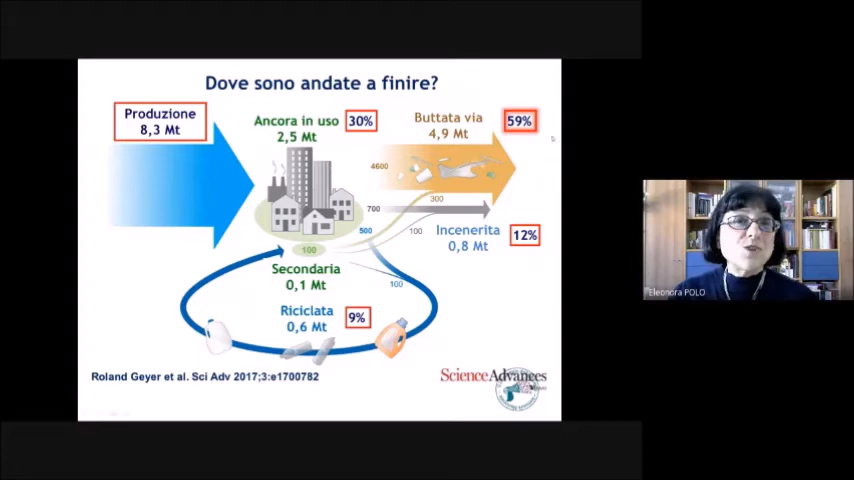 Dove sono andate a finire?
Produzione
8,3 Mt
Ancora in uso
2,5 Mt
30%
Buttata via
4,9 Mt
59%
4600
300
700
500
100
Incenerita
0,8 Mt
12%
100
Secondaria
0,1 Mt
100
Riciclata
0,6 Mt
9%
Roland Geyer et al. Sci Adv 2017;3:e1700782
ScienceAdvances
Eleonora POLO